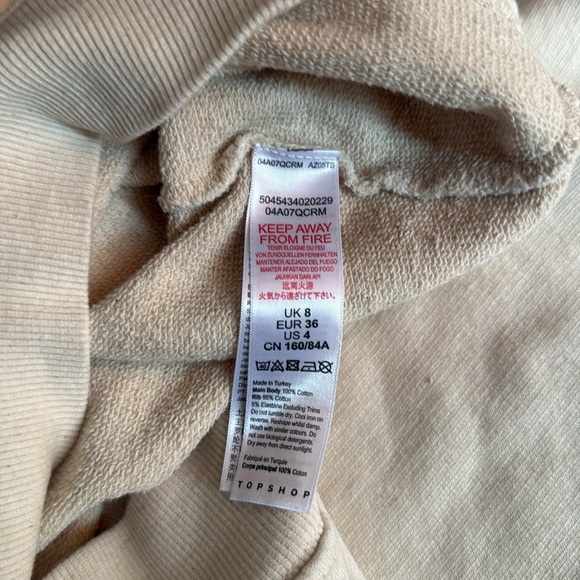 04A07QCRM AZ05TS
5045434020229
04A07QCRM
KEEP AWAY
FROM FIRE
TENIR ELOIGNE DU FEU
VON ZUNDQUELLEN FERNHALTEN
MANTENER ALEJADO DEL FUEGO
MANTER AFASTADO DO FOGO
JAUHKAN DARI API
远离火源
火気から遠ざけて下さい。
UK 8
EUR 36
US 4
CN 160/84A
Made in Turkey
Main Body 100% Cotton
Rib 95% Cotton
5% Elastane Excluding Trims
Do not tumble dry. Cool iron on
reverse. Reshape whilst damp.
Wash with similar colours. Do
not use biological detergents.
Dry away from direct sunlight.
Fabriqué en Turquie
Corps principal 100% Coton
TOPSHOP